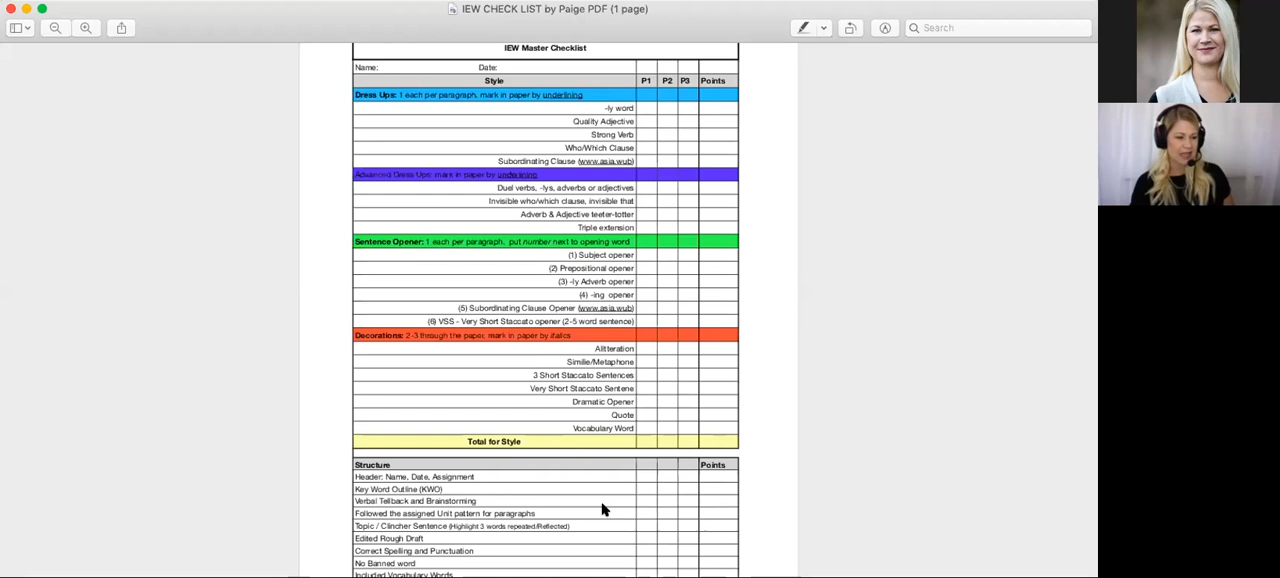 IEW CHECK LIST by Paige PDF (1 page)
Search
IEW Master Checklist
Name: Date:
Style P1 P2 P3 Points
Dress Ups: 1 each per paragraph, mark in paper by underlining
-ly word
Quality Adjective
Strong Verb
Who/Which Clause
Subordinating Clause (www.asia.wub)
Advanced Dress Ups: mark in paper by underlining
Duel verbs, -lys, adverbs or adjectives
Invisible who/which clause, invisible that
Adverb & Adjective teeter-totter
Triple extension
Sentence Opener: 1 each per paragraph, put number next to opening word
(1) Subject opener
(2) Prepositional opener
(3) -ly Adverb opener
(4) -ing opener
(5) Subordinating Clause Opener (www.asia.wub)
(6) VSS - Very Short Staccato opener (2-5 word sentence)
Decorations: 2-3 through the paper, mark in paper by italics
Allteration
Simile/Metaphone
3 Short Staccato Sentences
Very Short Staccato Sentene
Dramatic Opener
Quote
Vocabulary Word
Total for Style
Structure Points
Header: Name, Date, Assignment
Key Word Outline (KWO)
Verbal Tellback and Brainstorming
Followed the assigned Unit pattern for paragraphs
Topic / Clincher Sentence (Highlight 3 words repeated/Reflected)
Edited Rough Draft
Correct Spelling and Punctuation
No Banned word
Included Vocabulary Words